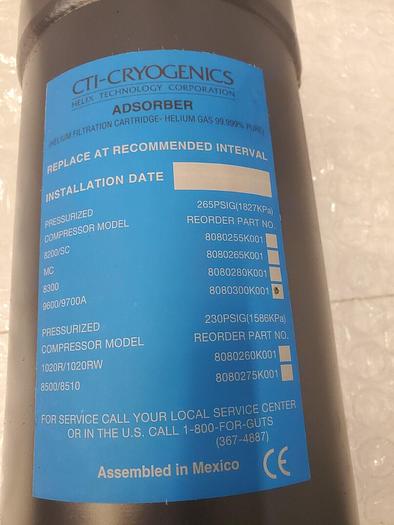 CTI-CRYOGENICS
HELIX TECHNOLOGY CORPORATION
ADSORBER
(HELIUM FILTRATION CARTRIDGE- HELIUM GAS 99.999% PURE)
REPLACE AT RECOMMENDED INTERVAL
INSTALLATION DATE
PRESSURIZED 265PSIG(1827KPa)
COMPRESSOR MODEL REORDER PART NO.
8200/SC 8080255K001
MC 8080265K001
8300 8080280K001
9600/9700A 8080300K001
PRESSURIZED 230PSIG(1586KPa)
COMPRESSOR MODEL REORDER PART NO.
1020R/1020RW 8080260K001
8500/8510 8080275K001
FOR SERVICE CALL YOUR LOCAL SERVICE CENTER
OR IN THE U.S. CALL 1-800-FOR-GUTS
(367-4887)
Assembled in Mexico CE